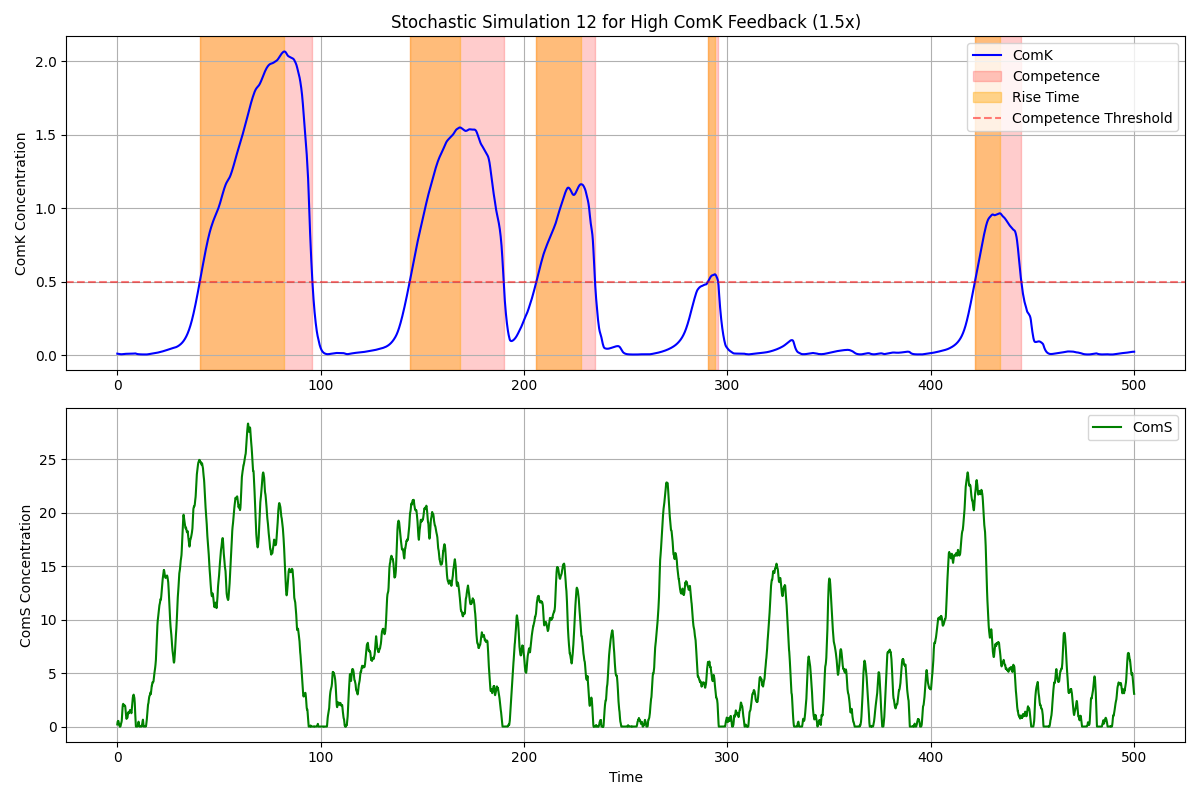 Stochastic Simulation 12 for High ComK Feedback (1.5x)
ComK Concentration
2.0
1.5
1.0
0.5
0.0
ComK
Competence
Rise Time
Competence Threshold
0 100 200 300 400 500
ComS Concentration
25
20
15
10
5
0
ComS
0 100 200 300 400 500
Time